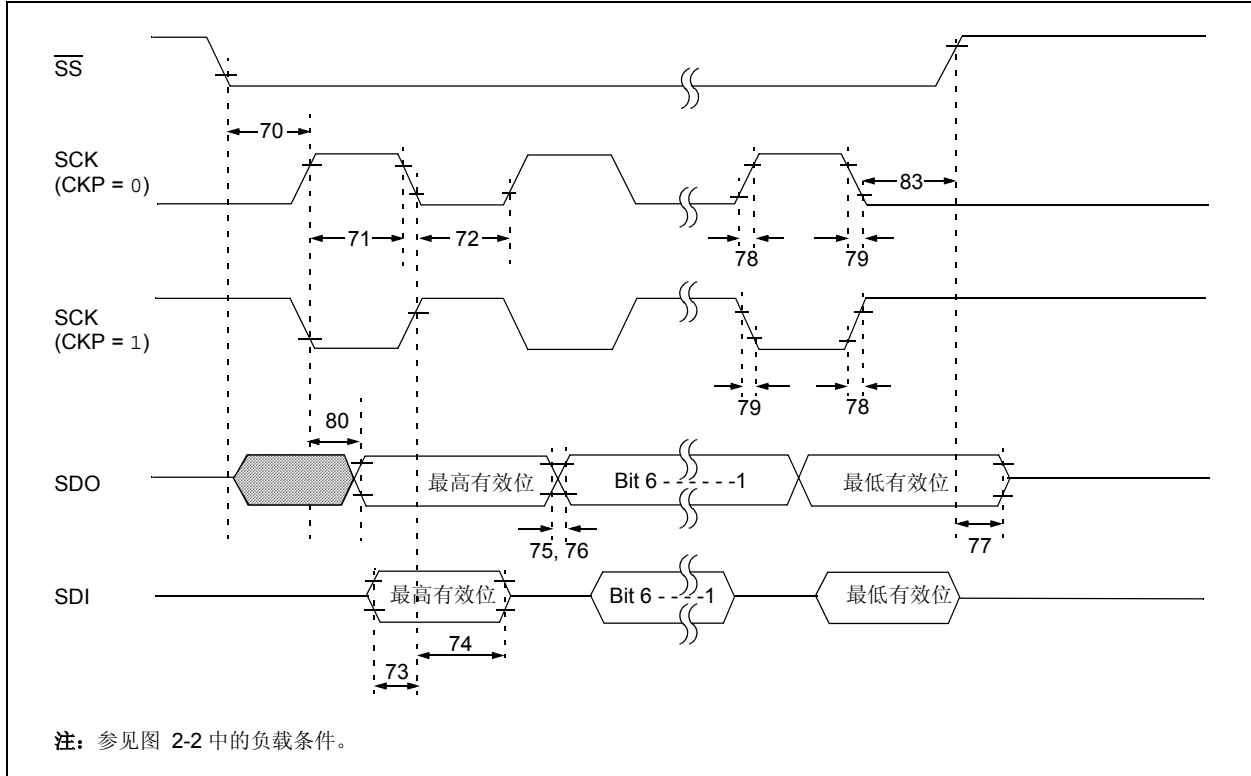 SS
70
SCK
(CKP = 0)
83
71
72
78
79
SCK
(CKP = 1)
79
78
80
SDO
最高有效位
Bit 6 - - - - - - -1
最低有效位
75, 76
77
SDI
最高有效位
Bit 6 - - - - -1
最低有效位
74
73
注：参见图 2-2 中的负载条件。